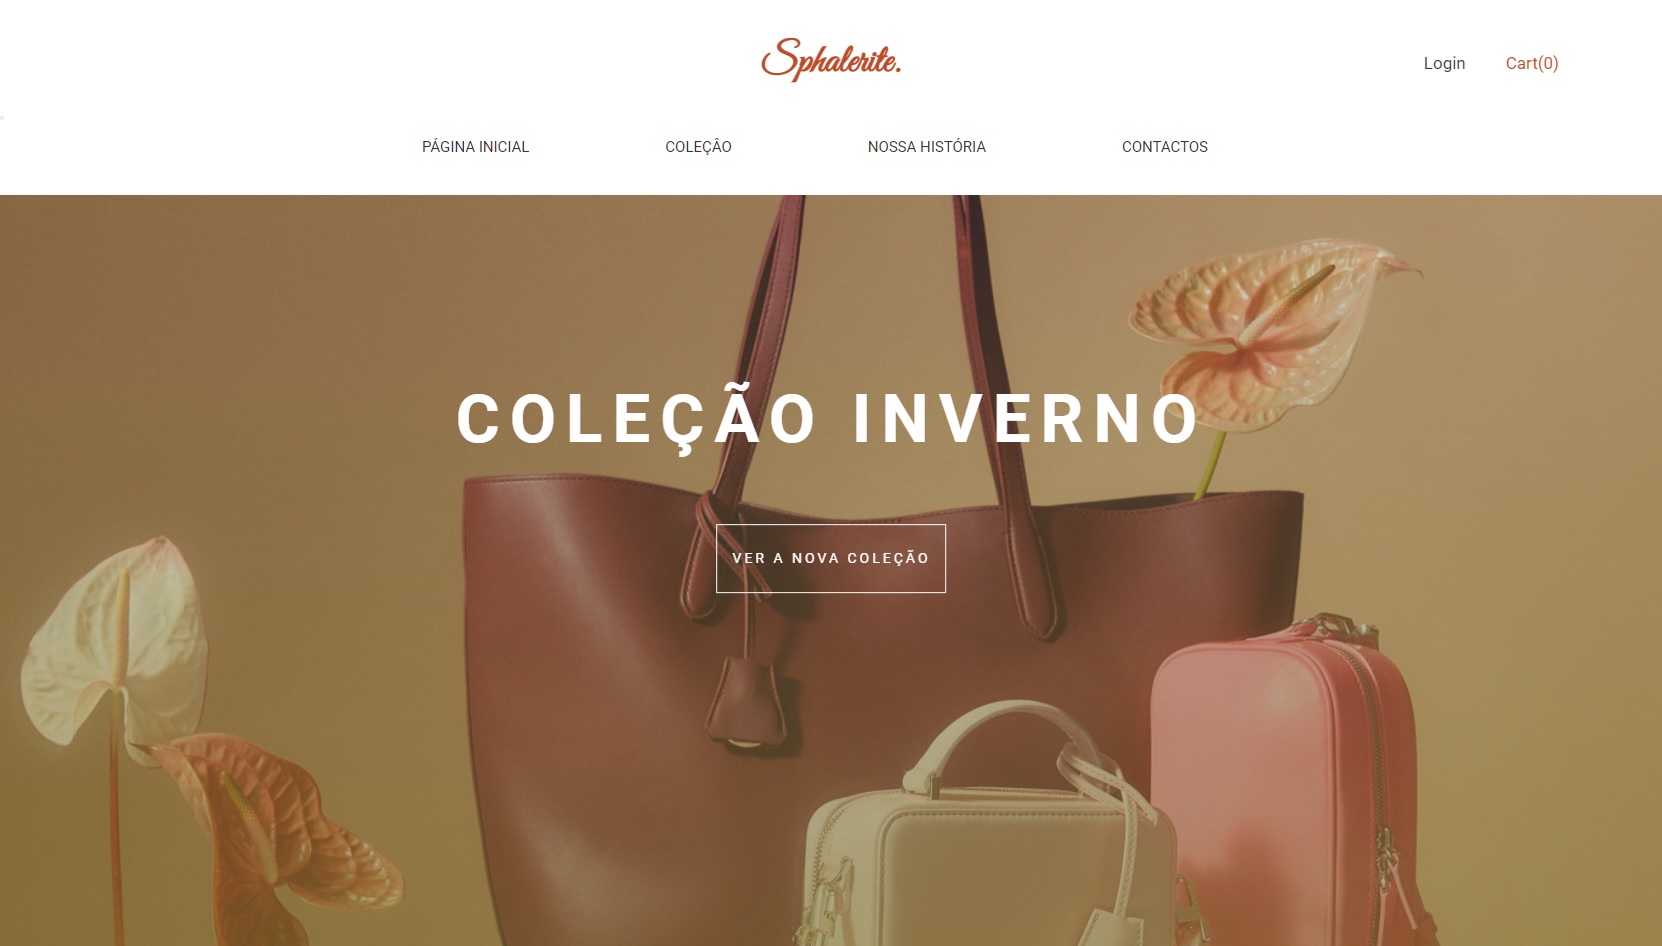 Sphalerite.
Login
Cart(0)
PÁGINA INICIAL
COLEÇÃO
NOSSA HISTÓRIA
CONTACTOS
COLEÇÃO INVERNO
VER A NOVA COLEÇÃO